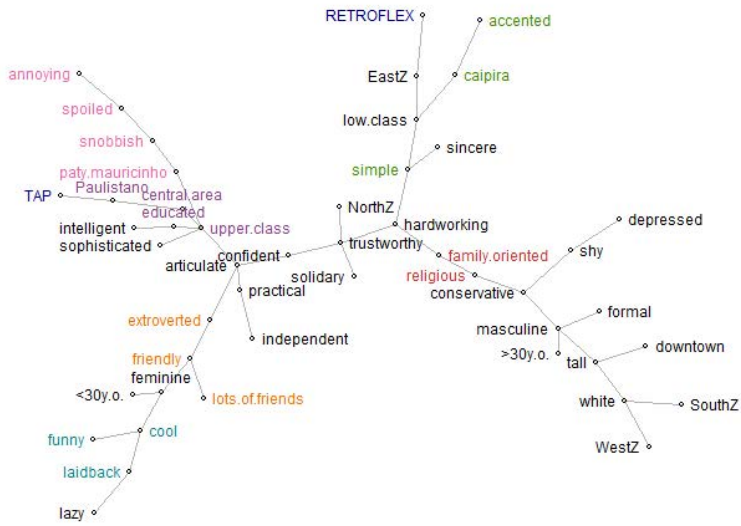 RETROFLEX
accented
annoying
EastZ
caipira
spoiled
low.class
snobbish
sincere
simple
paty.mauricinho
Paulistano
TAP
central.area
NorthZ
educated
depressed
intelligent
upper.class
hardworking
sophisticated
trustworthy
shy
confident
family.oriented
articulate
solidary
religious
practical
conservative
formal
extroverted
masculine
independent
downtown
>30y.o.
friendly
tall
feminine
<30y.o.
lots.of.friends
white
SouthZ
cool
funny
WestZ
laidback
lazy